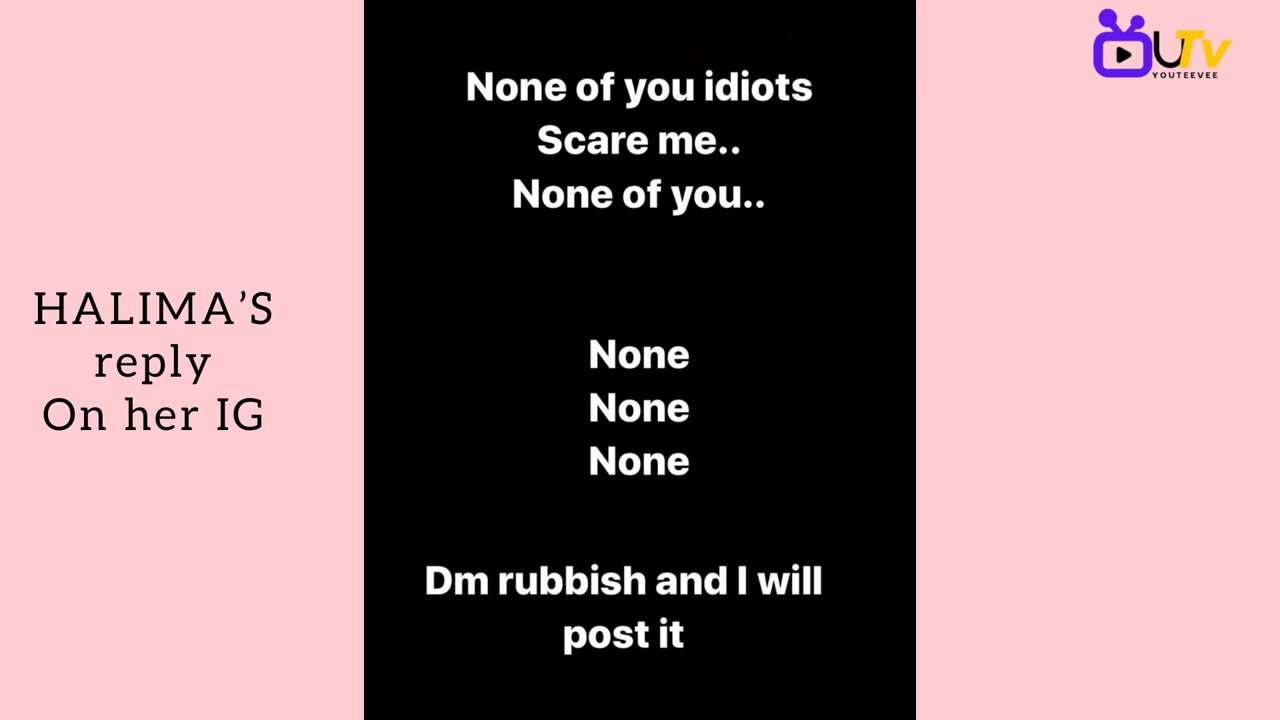 HALIMA’S
reply
On her IG
None of you idiots
Scare me..
None of you..
None
None
None
Dm rubbish and I will
post it
UTv
YOUTEEVEE